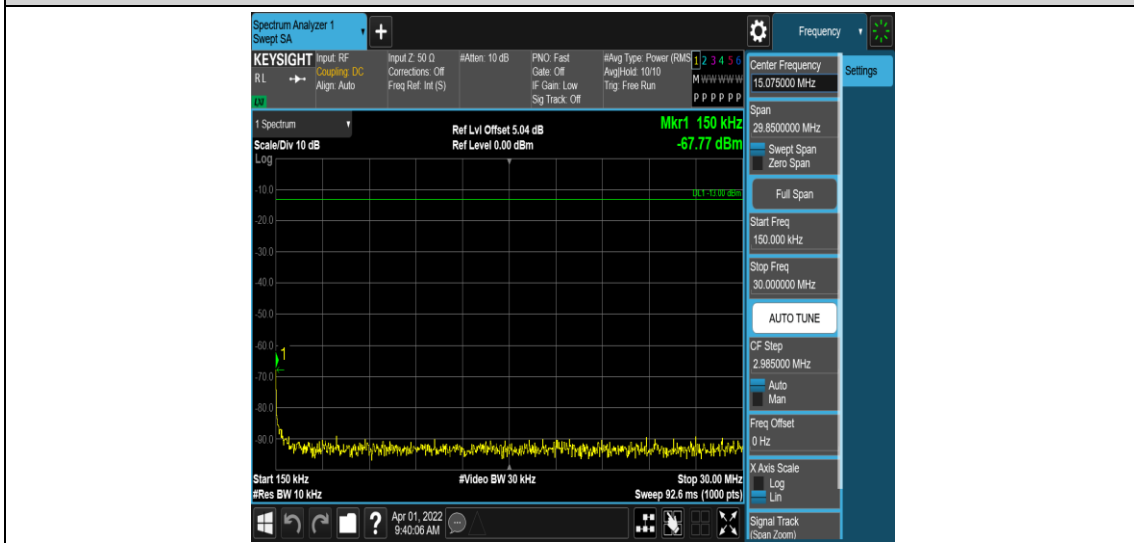 Spectrum Analyzer 1
Swept SA
+
Frequency
KEYSIGHT
RL
LXI
Input: RF
Coupling: DC
Align: Auto
Input Z: 50 Ω
Corrections: Off
Freq Ref: Int (S)
#Atten: 10 dB
PNO: Fast
Gate: Off
IF Gain: Low
Sig Track: Off
#Avg Type: Power (RMS
Avg|Hold: 10/10
Trig: Free Run
1 2 3 4 5 6
M W W W W W
P P P P P P
Center Frequency
15.075000 MHz
Settings
1 Spectrum
Scale/Div 10 dB
Ref Lvl Offset 5.04 dB
Ref Level 0.00 dBm
Mkr1 150 kHz
-67.77 dBm
Log
DL1 -13.00 dBm
-10.0
-20.0
-30.0
-40.0
-50.0
-60.0
1
-70.0
-80.0
-90.0
Start 150 kHz
#Video BW 30 kHz
Stop 30.00 MHz
#Res BW 10 kHz
Sweep 92.6 ms (1000 pts)
Span
29.8500000 MHz
Swept Span
Zero Span
Full Span
Start Freq
150.000 kHz
Stop Freq
30.000000 MHz
AUTO TUNE
CF Step
2.985000 MHz
Auto
Man
Freq Offset
0 Hz
X Axis Scale
Log
Lin
Signal Track
(Span Zoom)
?
Apr 01, 2022
9:40:06 AM